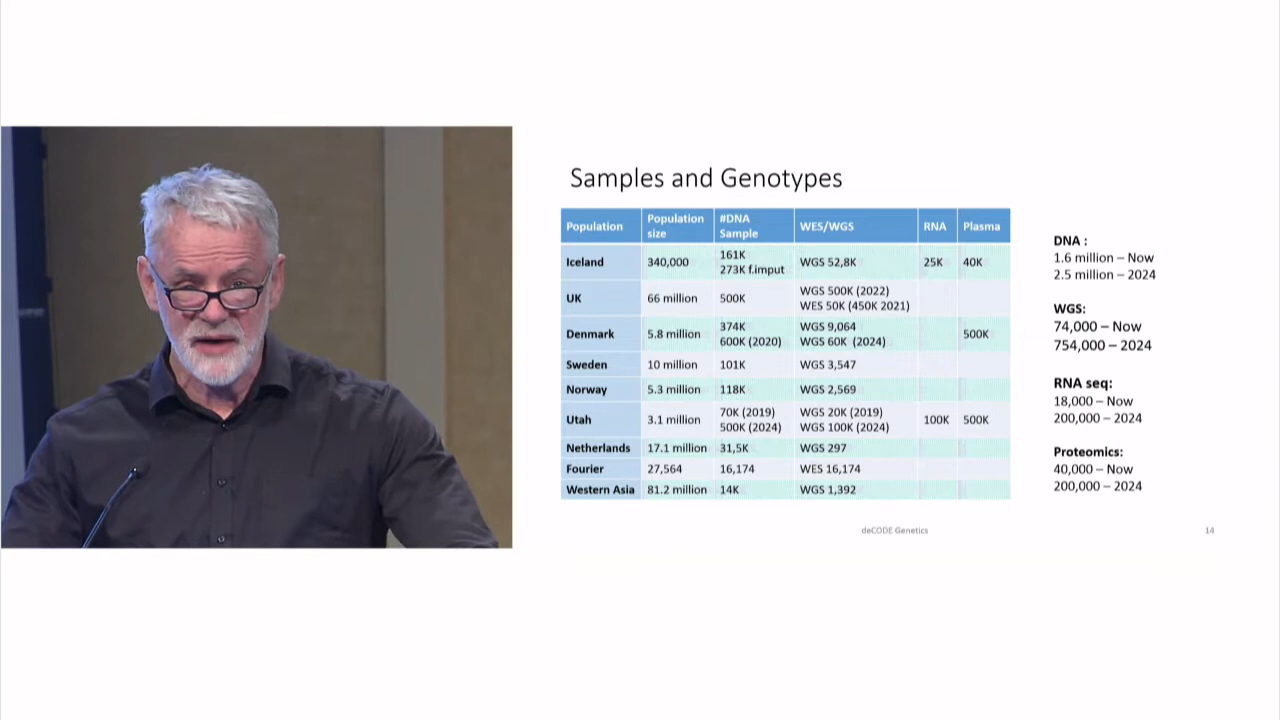 Samples and Genotypes
Population Population size #DNA Sample WES/WGS RNA Plasma
Iceland 340,000 161K 273K f.imput WGS 52,8K 25K 40K
UK 66 million 500K WGS 500K (2022) WES 50K (450K 2021)
Denmark 5.8 million 374K 600K (2020) WGS 9,064 WGS 60K (2024) 500K
Sweden 10 million 101K WGS 3,547
Norway 5.3 million 118K WGS 2,569
Utah 3.1 million 70K (2019) 500K (2024) WGS 20K (2019) WGS 100K (2024) 100K 500K
Netherlands 17.1 million 31,5K WGS 297
Fourier 27,564 16,174 WES 16,174
Western Asia 81.2 million 14K WGS 1,392
DNA :
1.6 million – Now
2.5 million – 2024
WGS:
74,000 – Now
754,000 – 2024
RNA seq:
18,000 – Now
200,000 – 2024
Proteomics:
40,000 – Now
200,000 – 2024
deCODE Genetics
14